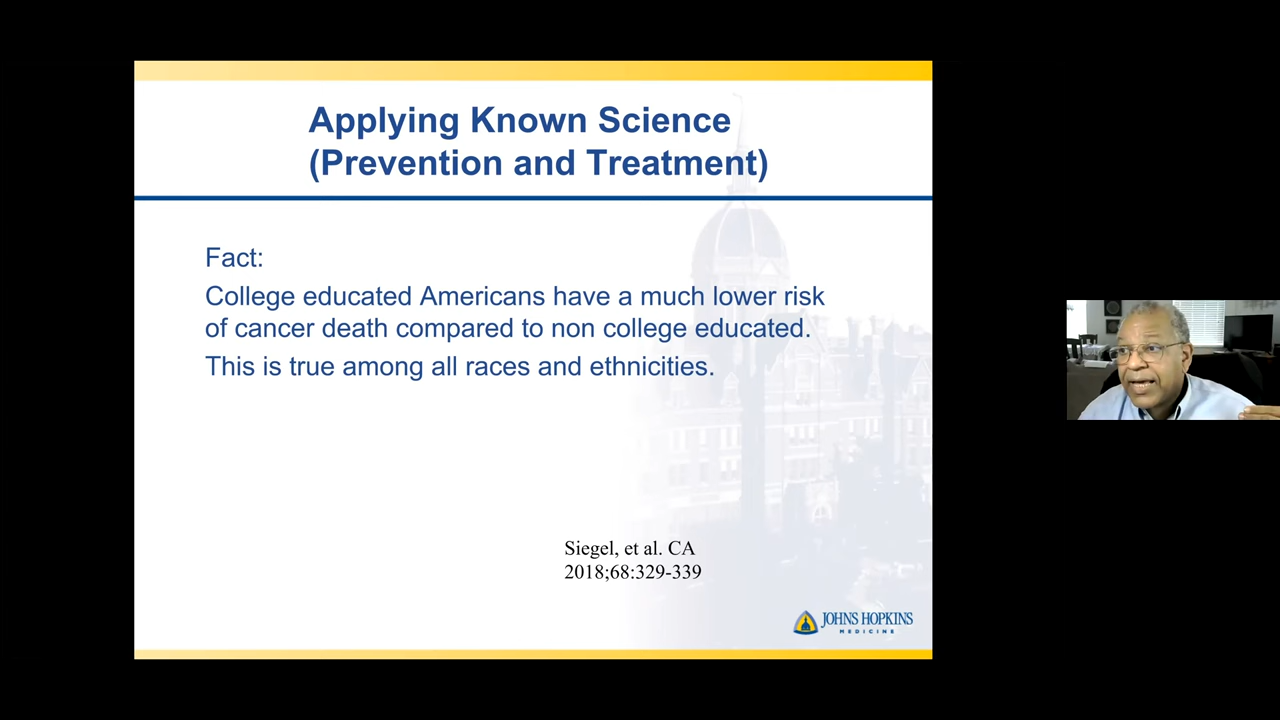 Applying Known Science
(Prevention and Treatment)
Fact:
College educated Americans have a much lower risk
of cancer death compared to non college educated.
This is true among all races and ethnicities.
Siegel, et al. CA
2018;68:329-339
JOHNS HOPKINS
MEDICINE